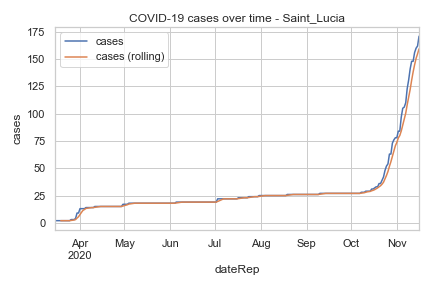 COVID-19 cases over time - Saint_Lucia
cases
cases (rolling)
175
150
125
100
75
50
25
0
cases
Apr May Jun Jul Aug Sep Oct Nov
2020
dateRep